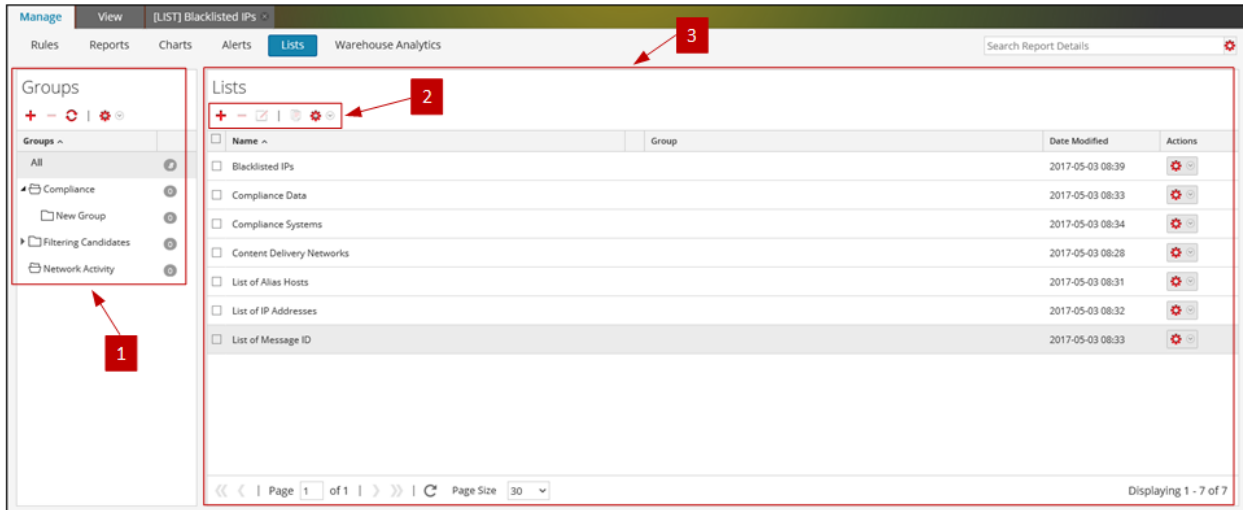 Manage View [LIST] Blacklisted IPs
Rules Reports Charts Alerts Lists Warehouse Analytics Search Report Details
3
Groups
Groups
All
Compliance 0
New Group 0
Filtering Candidates 0
Network Activity 0
1
Lists
2
Name Group Date Modified Actions
Blacklisted IPs 2017-05-03 08:39
Compliance Data 2017-05-03 08:33
Compliance Systems 2017-05-03 08:34
Content Delivery Networks 2017-05-03 08:28
List of Alias Hosts 2017-05-03 08:31
List of IP Addresses 2017-05-03 08:32
List of Message ID 2017-05-03 08:33
Page 1 of 1 Page Size 30 Displaying 1 - 7 of 7